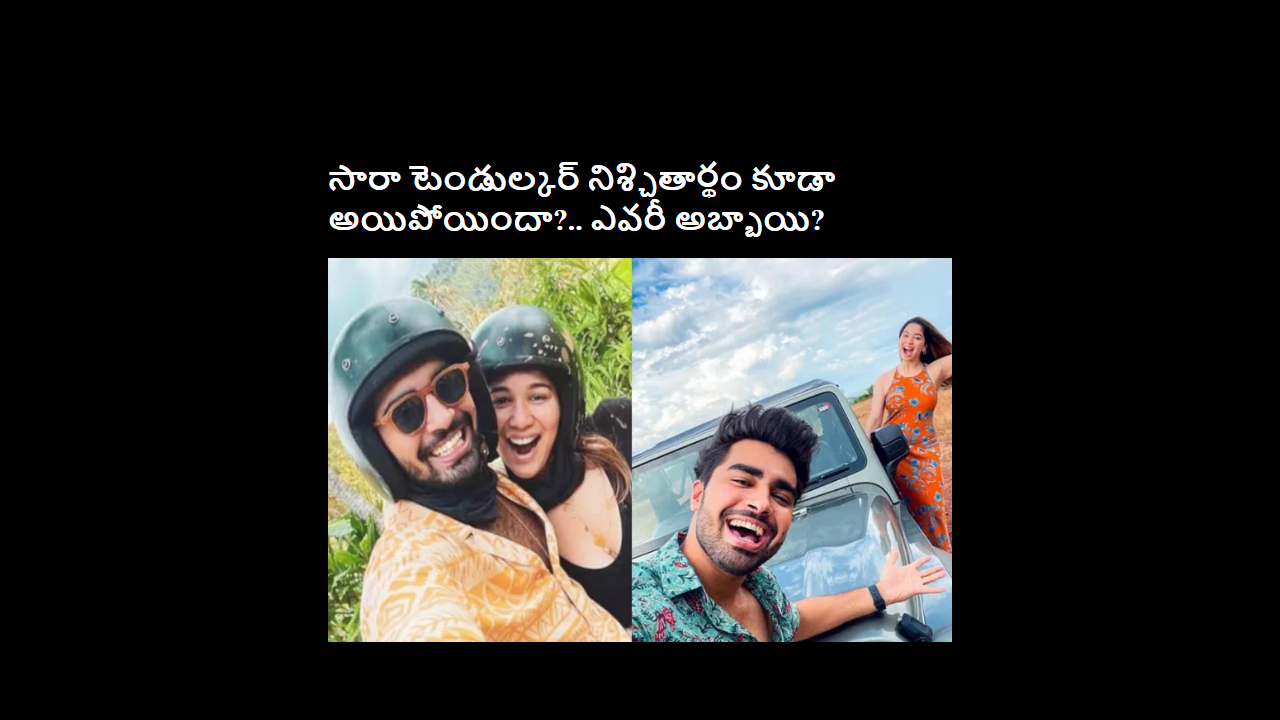 సారా టెండుల్కర్ నిశ్చితార్థం కూడా
అయిపోయిందా?.. ఎవరీ అబ్బాయి?